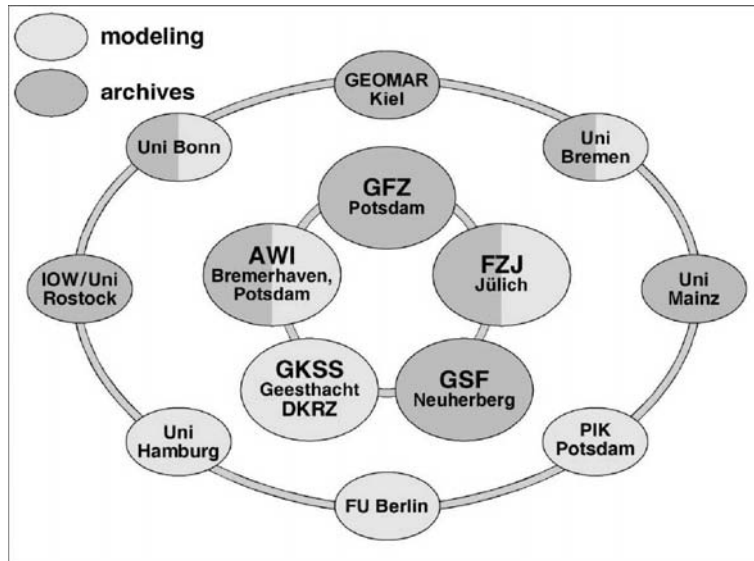 modeling
archives
GEOMAR
Kiel
Uni Bonn
Uni
Bremen
GFZ
Potsdam
AWI
Bremerhaven,
Potsdam
FZJ
Jülich
IOW/Uni
Rostock
Uni
Mainz
GKSS
Geesthacht
DKRZ
GSF
Neuherberg
Uni
Hamburg
PIK
Potsdam
FU Berlin